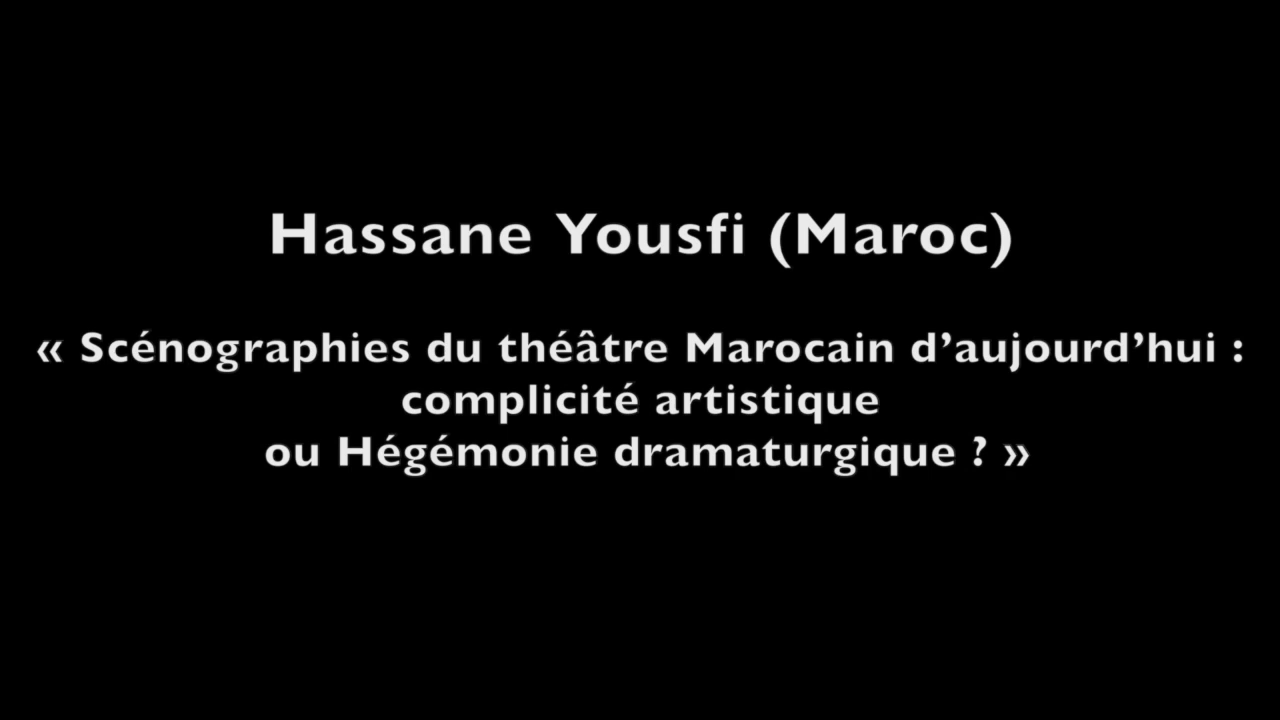 Hassane Yousfi (Maroc)
« Scénographies du théâtre Marocain d’aujourd’hui :
complicité artistique
ou Hégémonie dramaturgique ? »